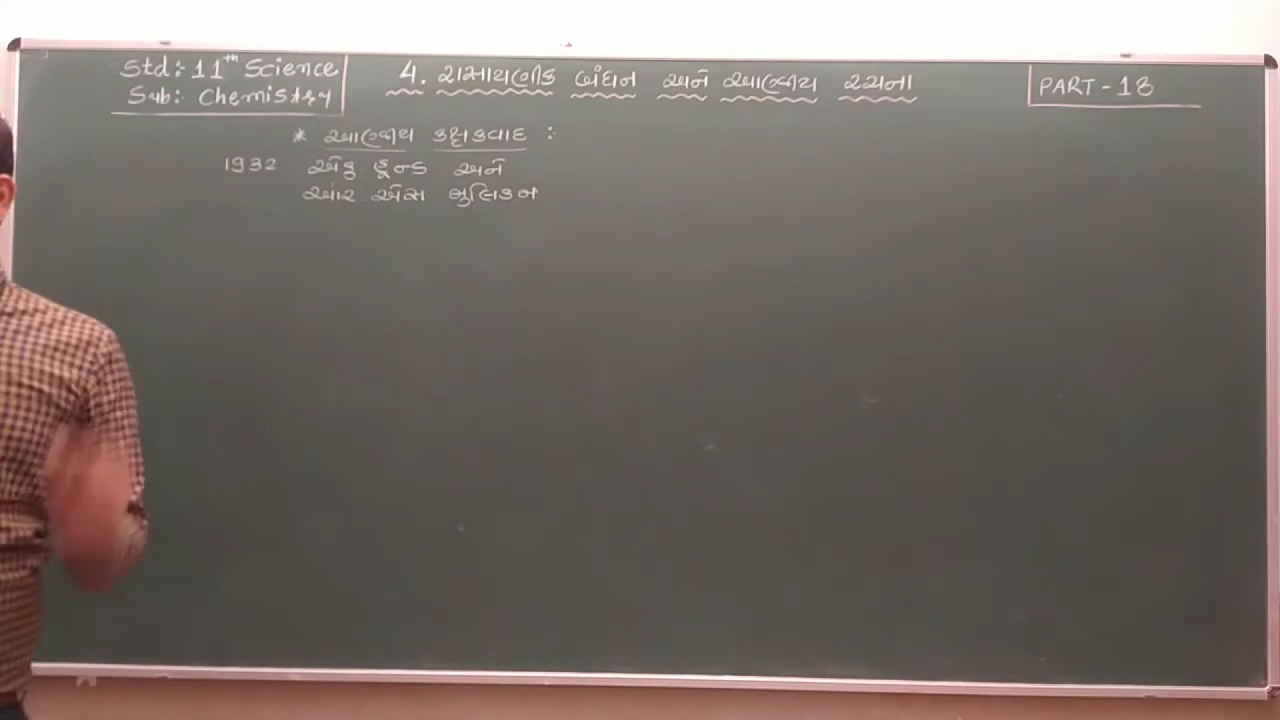 Std: 11th Science
Sub: Chemistry
4. રાસાયણીક બંધન અને આણ્વીય રચના
PART - 18
* આણ્વીય કક્ષકવાદ :
1932 એફ હૂન્ડ અને
આર એસ મુલિકન